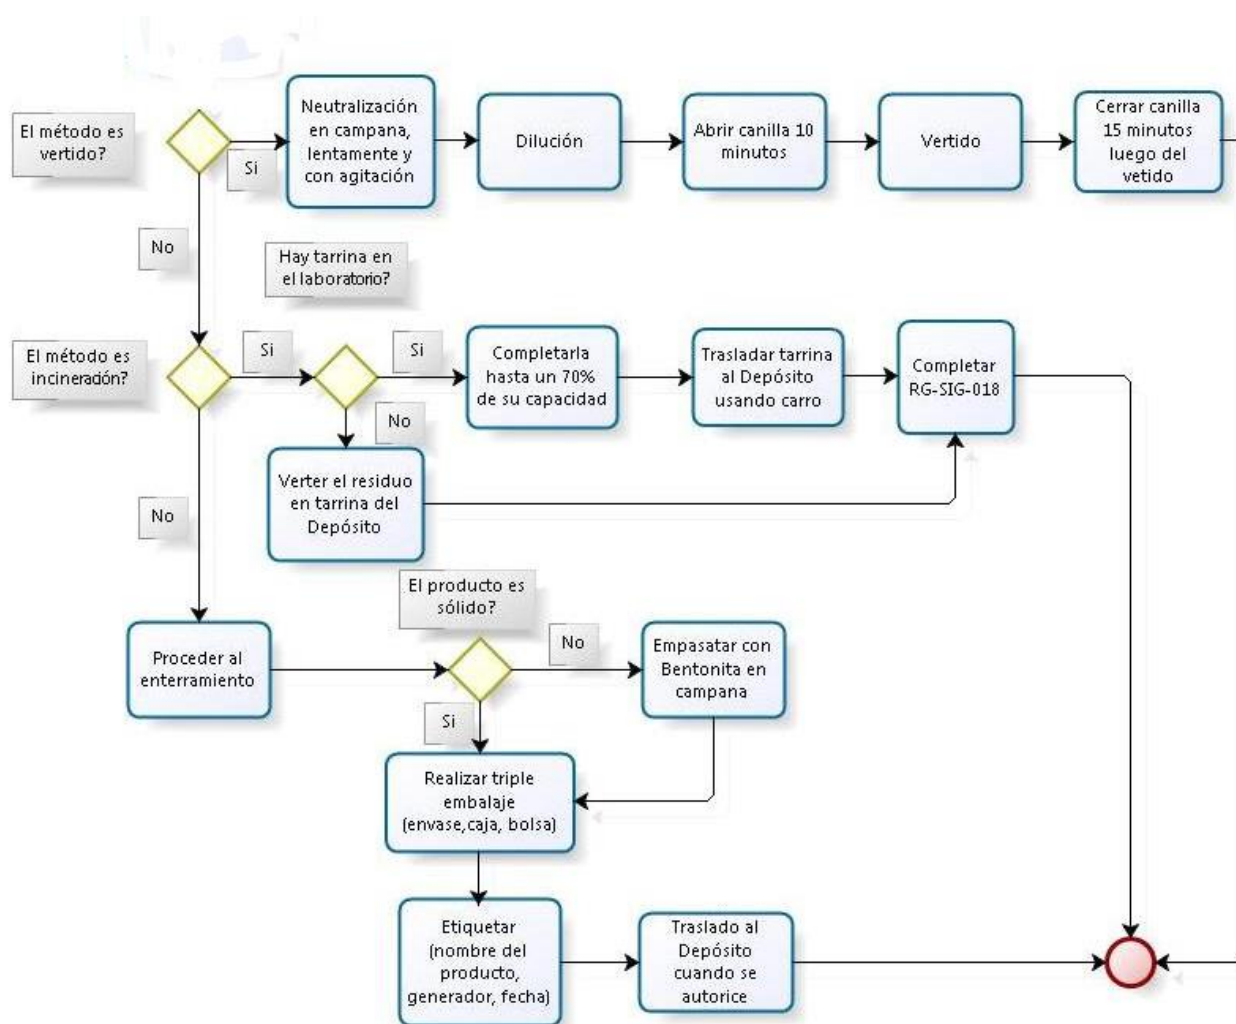 El método es
vertido?
Si
Neutralización
en campana,
lentamente y
con agitación
Dilución
Abrir canilla 10
minutos
Vertido
Cerrar canilla
15 minutos
luego del
vetido
No
Hay tarrina en
el laboratorio?
El método es
incineración?
Si
Si
Completarla
hasta un 70%
de su capacidad
Trasladar tarrina
al Depósito
usando carro
Completar
RG-SIG-018
No
Verter el residuo
en tarrina del
Depósito
No
El producto es
sólido?
Proceder al
enterramiento
No
Empasatar con
Bentonita en
campana
Si
Realizar triple
embalaje
(envase,caja, bolsa)
Etiquetar
(nombre del
producto,
generador, fecha)
Traslado al
Depósito
cuando se
autorice